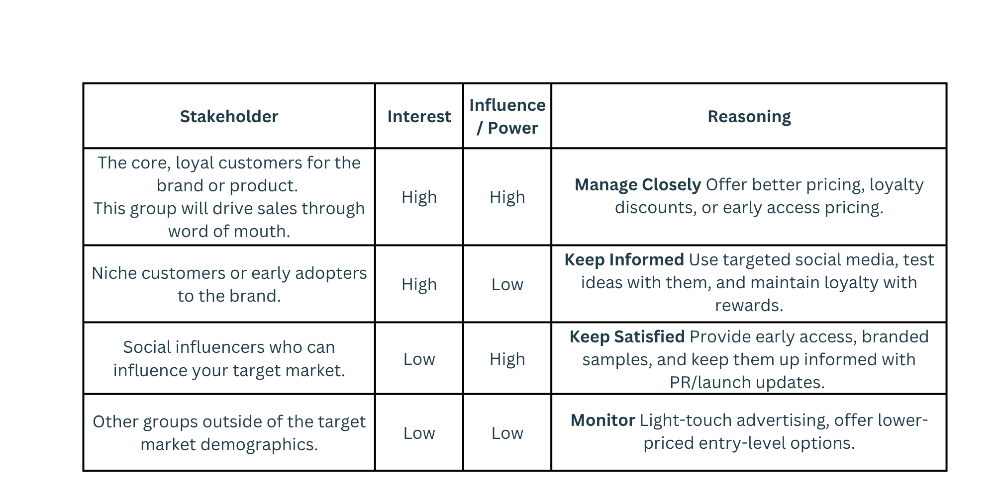 Stakeholder
Interest
Influence
/ Power
Reasoning
The core, loyal customers for the
brand or product.
This group will drive sales through
word of mouth.
High
High
Manage Closely Offer better pricing, loyalty
discounts, or early access pricing.
Niche customers or early adopters
to the brand.
High
Low
Keep Informed Use targeted social media, test
ideas with them, and maintain loyalty with
rewards.
Social influencers who can
influence your target market.
Low
High
Keep Satisfied Provide early access, branded
samples, and keep them up informed with
PR/launch updates.
Other groups outside of the target
market demographics.
Low
Low
Monitor Light-touch advertising, offer lower-
priced entry-level options.